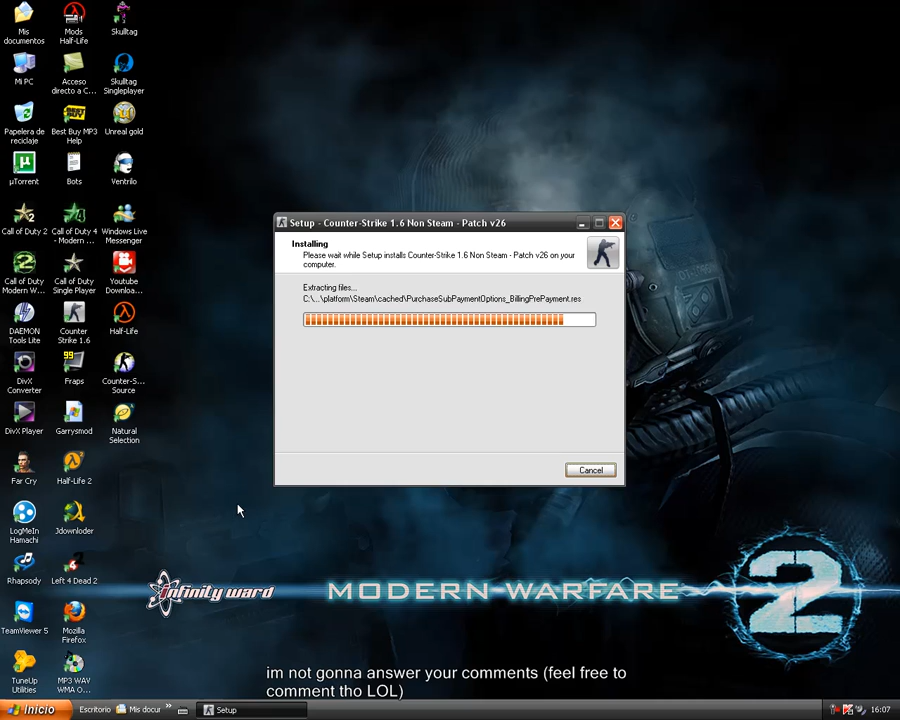 Mis
documentos
Mods
Half-Life
Skulltag
Mi PC
Acceso
directo a C...
Skulltag
Singleplayer
Papelera de
reciclaje
Best Buy MP3
Help
Unreal gold
µTorrent
Bots
Ventrilo
Call of Duty 2
Call of Duty 4
- Modern ...
Windows Live
Messenger
Call of Duty
Modern W...
Call of Duty
Single Player
Youtube
Downloa...
DAEMON
Tools Lite
Counter
Strike 1.6
Half-Life
DivX
Converter
99
Fraps
Counter-S...
Source
DivX Player
Garrysmod
Natural
Selection
Far Cry
Half-Life 2
LogMeIn
Hamachi
Jdownloder
Rhapsody
Left 4 Dead 2
TeamViewer 5
Mozilla
Firefox
TuneUp
Utilities
MP3 WAV
WMA O...
Setup - Counter-Strike 1.6 Non Steam - Patch v26
Installing
Please wait while Setup installs Counter-Strike 1.6 Non Steam - Patch v26 on your
computer.
Extracting files...
C:\...\platform\Steam\cached\PurchaseSubPaymentOptions_BillingPrePayment.res
Cancel
infinity ward
MODERN WARFARE
2
im not gonna answer your comments (feel free to
comment tho LOL)
Inicio
Escritorio
Mis docur
»
Setup
16:07